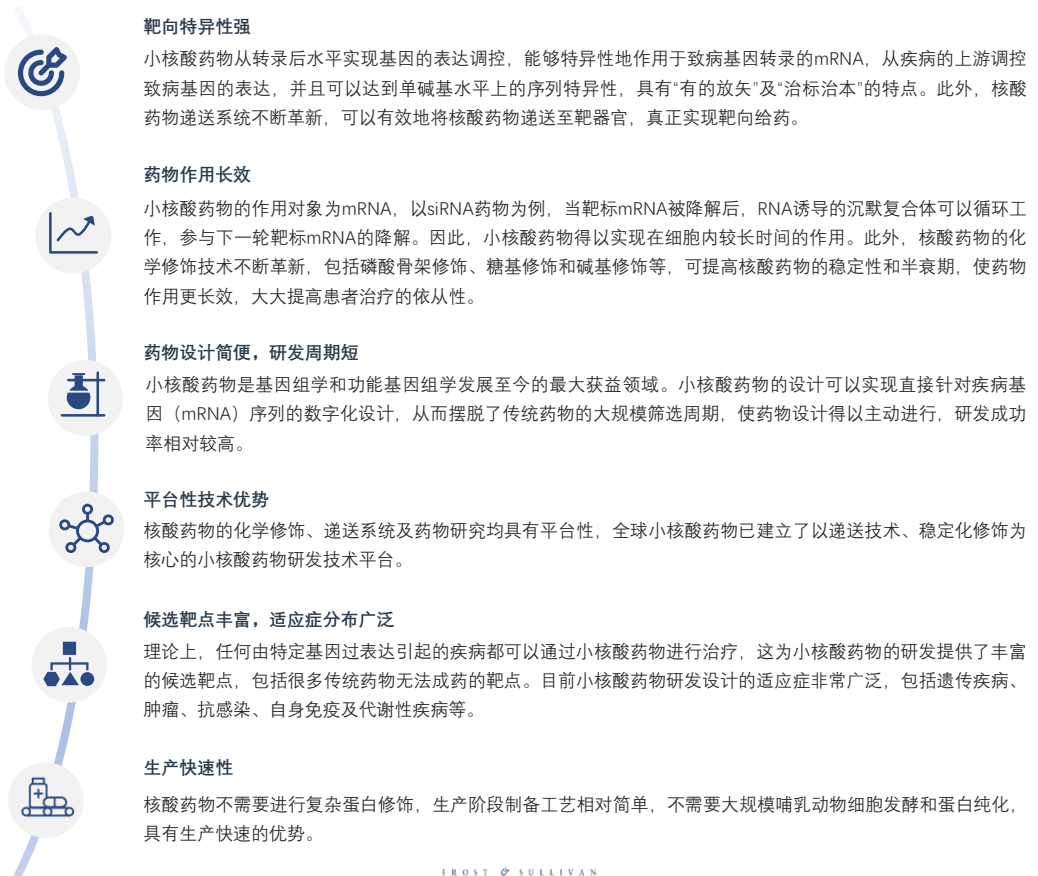 靶向特异性强
小核酸药物从转录后水平实现基因的表达调控，能够特异性地作用于致病基因转录的mRNA，从疾病的上游调控
致病基因的表达，并且可以达到单碱基水平上的序列特异性，具有“有的放矢”及“治标治本”的特点。此外，核酸
药物递送系统不断革新，可以有效地将核酸药物递送至靶器官，真正实现靶向给药。
药物作用长效
小核酸药物的作用对象为mRNA，以siRNA药物为例，当靶标mRNA被降解后，RNA诱导的沉默复合体可以循环工
作，参与下一轮靶标mRNA的降解。因此，小核酸药物得以实现在细胞内较长时间的作用。此外，核酸药物的化
学修饰技术不断革新，包括磷酸骨架修饰、糖基修饰和碱基修饰等，可提高核酸药物的稳定性和半衰期，使药物
作用更长效，大大提高患者治疗的依从性。
药物设计简便，研发周期短
小核酸药物是基因组学和功能基因组学发展至今的最大获益领域。小核酸药物的设计可以实现直接针对疾病基
因（mRNA）序列的数字化设计，从而摆脱了传统药物的大规模筛选周期，使药物设计得以主动进行，研发成功
率相对较高。
平台性技术优势
核酸药物的化学修饰、递送系统及药物研究均具有平台性，全球小核酸药物已建立了以递送技术、稳定化修饰为
核心的小核酸药物研发技术平台。
候选靶点丰富，适应症分布广泛
理论上，任何由特定基因过表达引起的疾病都可以通过小核酸药物进行治疗，这为小核酸药物的研发提供了丰富
的候选靶点，包括很多传统药物无法成药的靶点。目前小核酸药物研发设计的适应症非常广泛，包括遗传疾病、
肿瘤、抗感染、自身免疫及代谢性疾病等。
生产快速性
核酸药物不需要进行复杂蛋白修饰，生产阶段制备工艺相对简单，不需要大规模哺乳动物细胞发酵和蛋白纯化，
具有生产快速的优势。
FROST & SULLIVAN